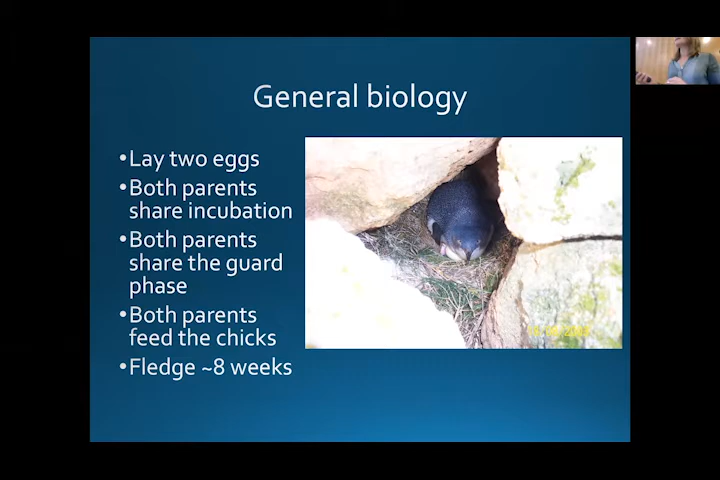 General biology
•Lay two eggs
•Both parents
share incubation
•Both parents
share the guard
phase
•Both parents
feed the chicks
•Fledge ~8 weeks